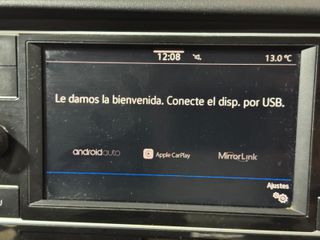 12:08 13.0 °C
Le damos la bienvenida. Conecte el disp. por USB.
androidauto Apple CarPlay MirrorLink
Ajustes